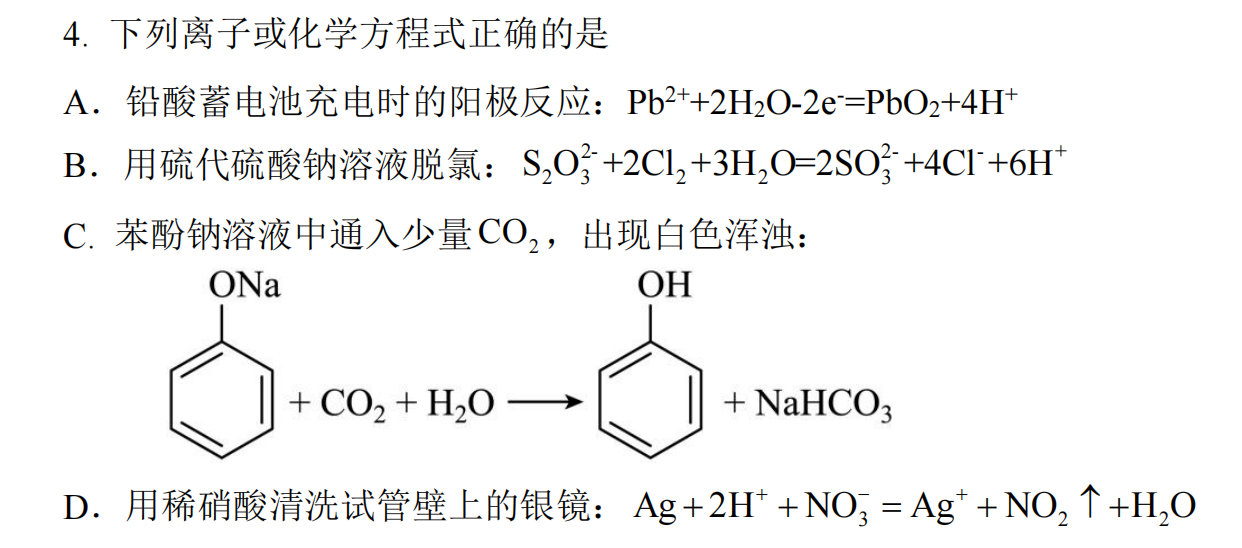 4. 下列离子或化学方程式正确的是
A．铅酸蓄电池充电时的阳极反应：Pb²⁺+2H₂O-2e⁻=PbO₂+4H⁺
B．用硫代硫酸钠溶液脱氯：S₂O₃²⁻+2Cl₂+3H₂O=2SO₃²⁻+4Cl⁻+6H⁺
C. 苯酚钠溶液中通入少量CO₂，出现白色浑浊：
ONa OH
+ CO₂ + H₂O ⟶ + NaHCO₃
D．用稀硝酸清洗试管壁上的银镜：Ag+2H⁺+NO₃⁻=Ag⁺+NO₂↑+H₂O